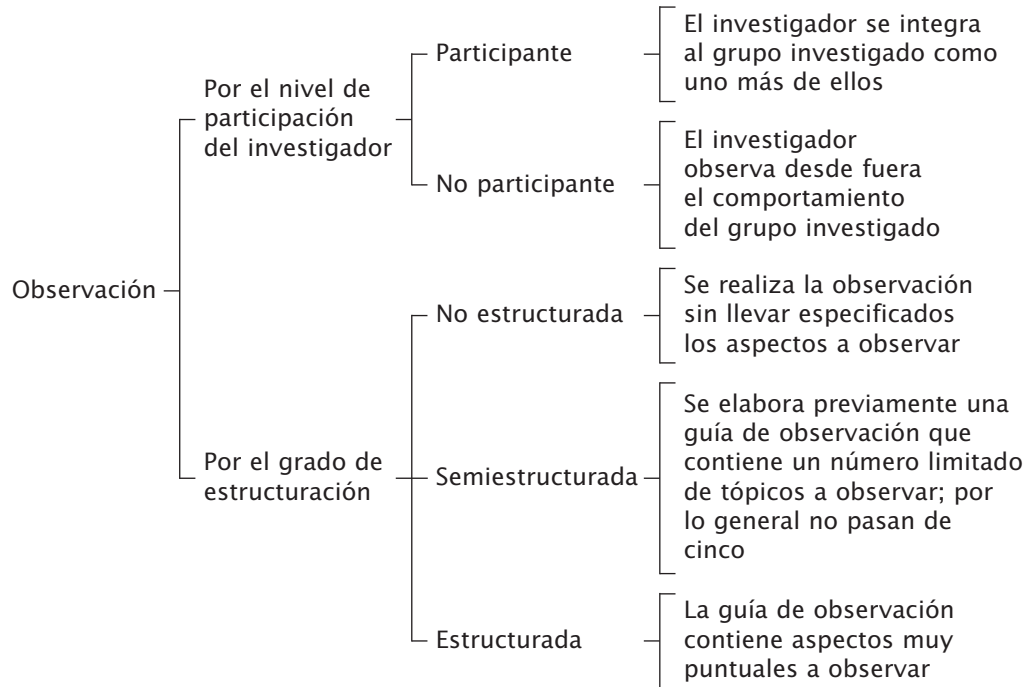 Observación
Por el nivel de
participación
del investigador
Participante
El investigador se integra
al grupo investigado como
uno más de ellos
No participante
El investigador
observa desde fuera
el comportamiento
del grupo investigado
Por el grado de
estructuración
No estructurada
Se realiza la observación
sin llevar especificados
los aspectos a observar
Semiestructurada
Se elabora previamente una
guía de observación que
contiene un número limitado
de tópicos a observar; por
lo general no pasan de
cinco
Estructurada
La guía de observación
contiene aspectos muy
puntuales a observar